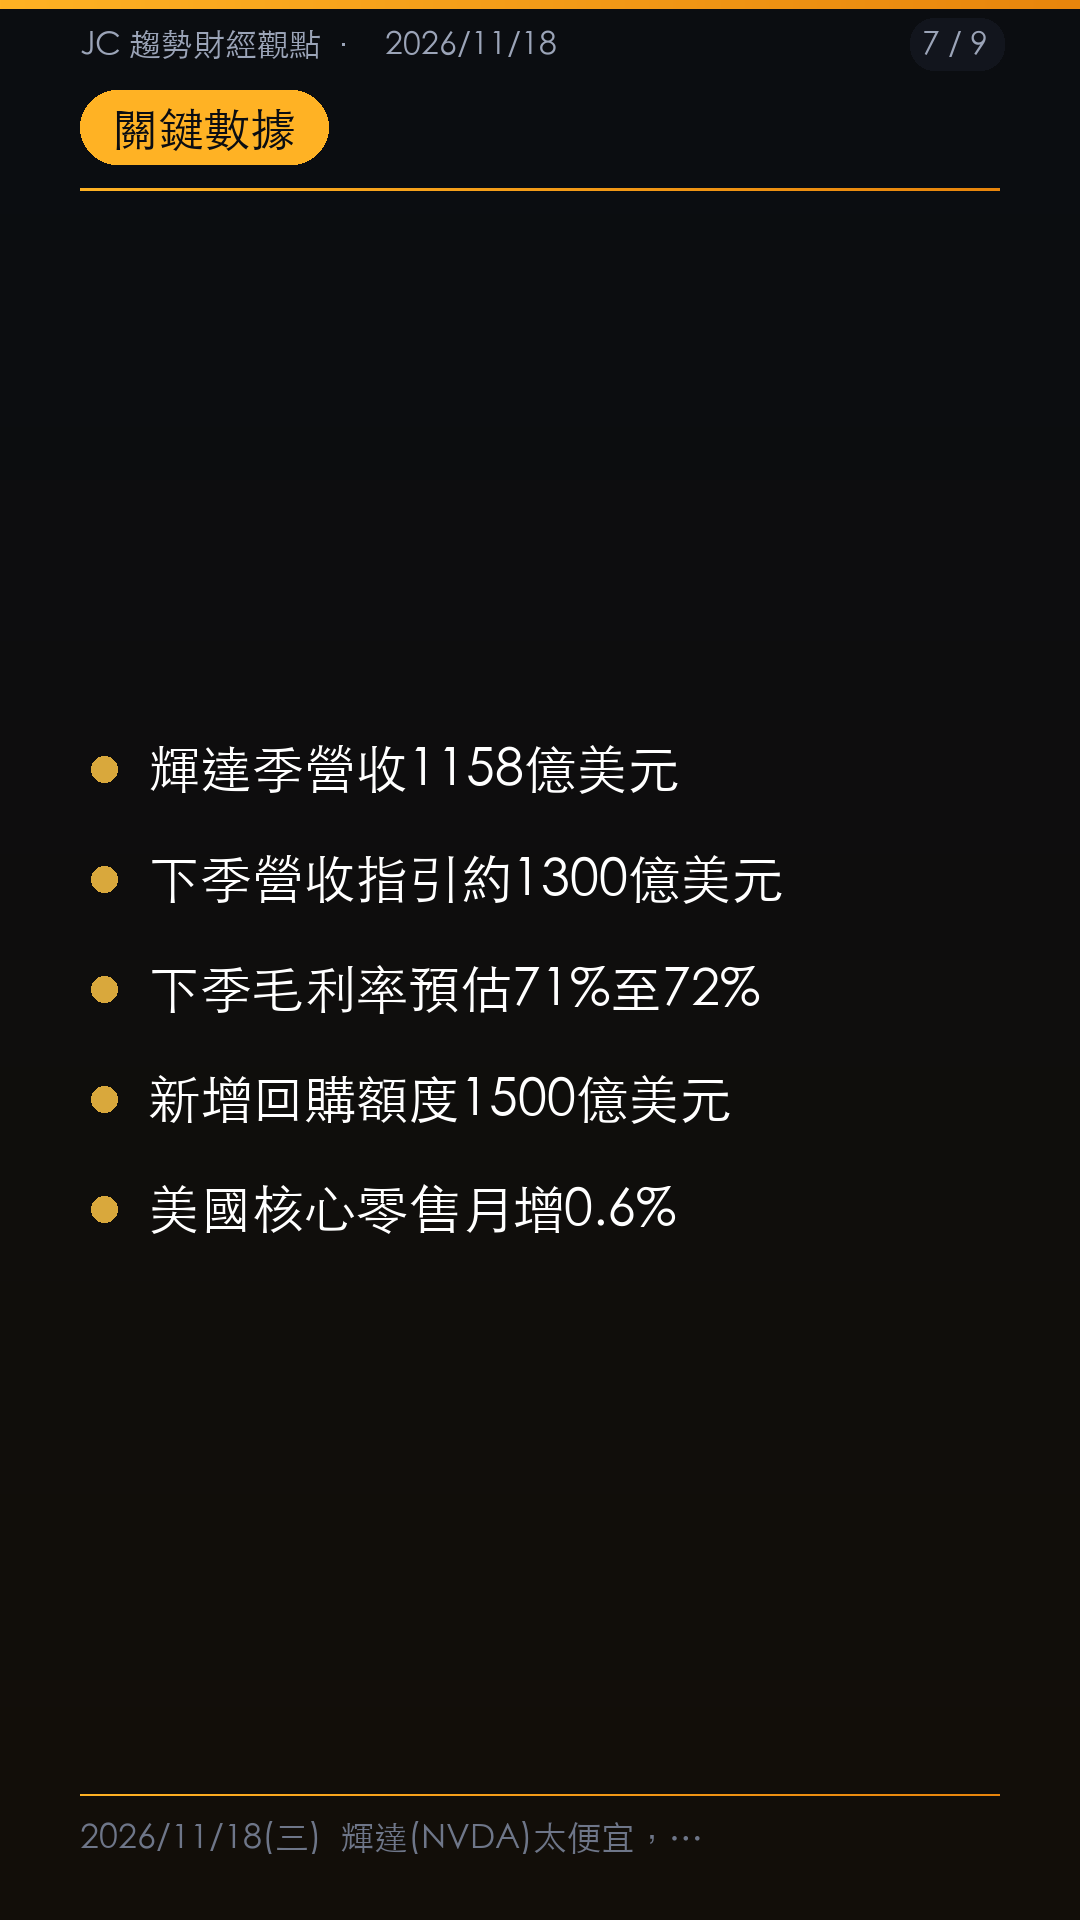 JC 趨勢財經觀點 · 2026/11/18
7 / 9
關鍵數據
輝達季營收1158億美元
下季營收指引約1300億美元
下季毛利率預估71%至72%
新增回購額度1500億美元
美國核心零售月增0.6%
2026/11/18(三) 輝達(NVDA)太便宜，⋯